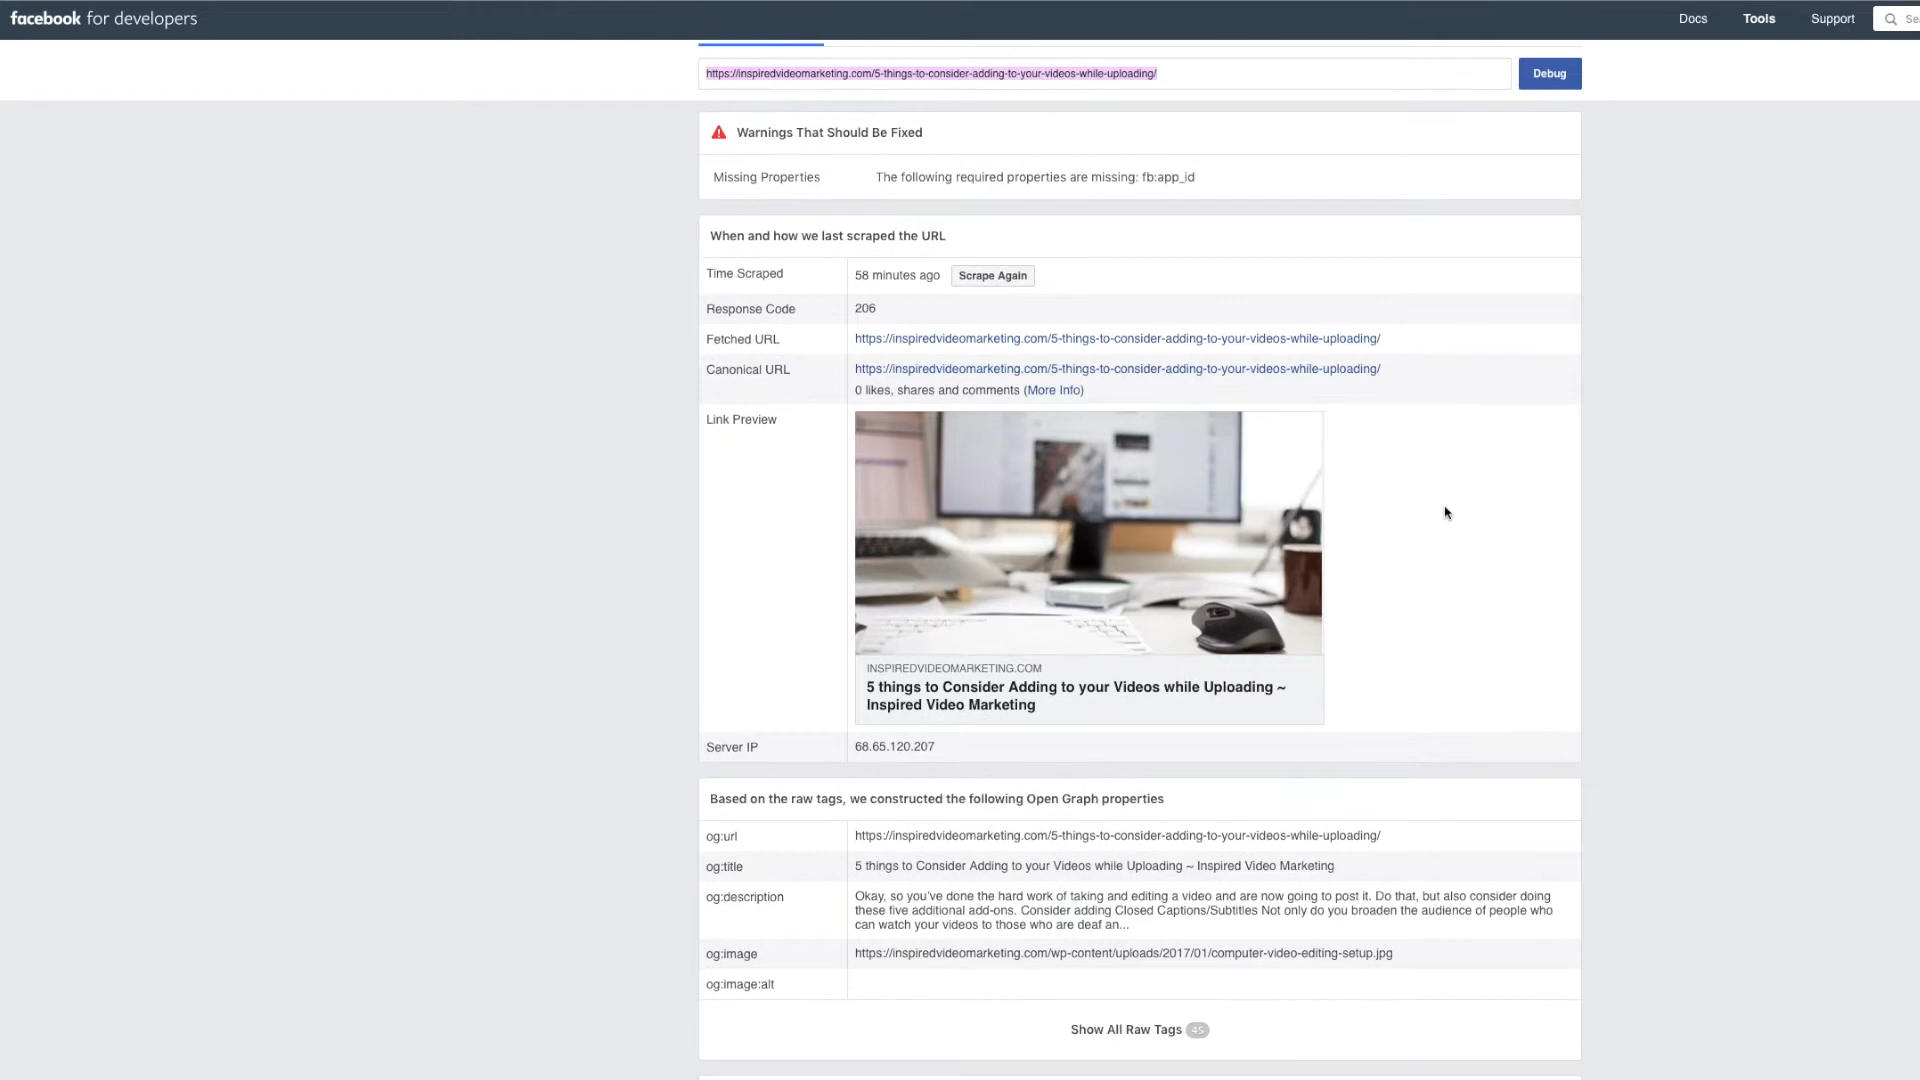 facebook for developers
Docs
Tools
Support
https://inspiredvideomarketing.com/5-things-to-consider-adding-to-your-videos-while-uploading/
Debug
Warnings That Should Be Fixed
Missing Properties
The following required properties are missing: fb:app_id
When and how we last scraped the URL
Time Scraped
58 minutes ago
Scrape Again
Response Code
206
Fetched URL
https://inspiredvideomarketing.com/5-things-to-consider-adding-to-your-videos-while-uploading/
Canonical URL
https://inspiredvideomarketing.com/5-things-to-consider-adding-to-your-videos-while-uploading/
0 likes, shares and comments (More Info)
Link Preview
INSPIREDVIDEOMARKETING.COM
5 things to Consider Adding to your Videos while Uploading ~
Inspired Video Marketing
Server IP
68.65.120.207
Based on the raw tags, we constructed the following Open Graph properties
og:url
https://inspiredvideomarketing.com/5-things-to-consider-adding-to-your-videos-while-uploading/
og:title
5 things to Consider Adding to your Videos while Uploading ~ Inspired Video Marketing
og:description
Okay, so you've done the hard work of taking and editing a video and are now going to post it. Do that, but also consider doing
these five additional add-ons. Consider adding Closed Captions/Subtitles Not only do you broaden the audience of people who
can watch your videos to those who are deaf an...
og:image
https://inspiredvideomarketing.com/wp-content/uploads/2017/01/computer-video-editing-setup.jpg
og:image:alt
Show All Raw Tags 45